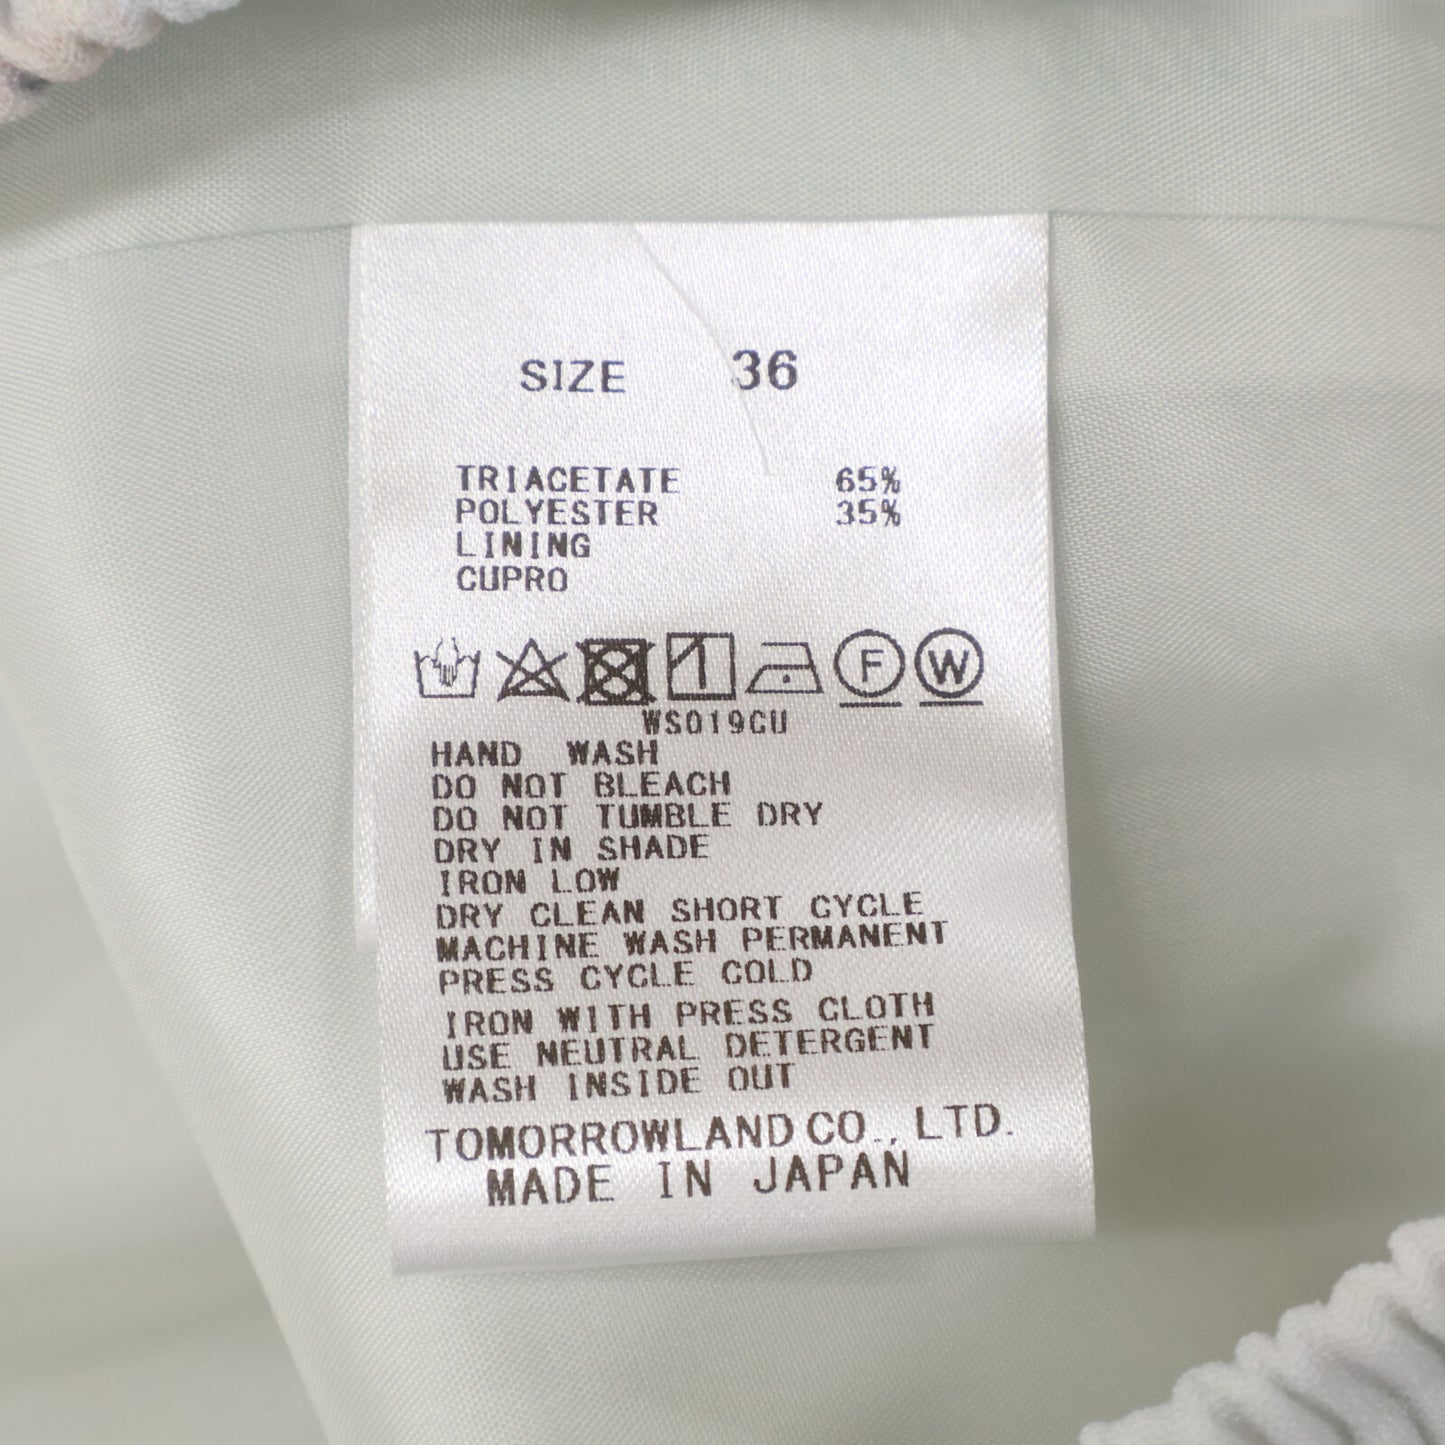 SIZE 36
TRIACETATE 65%
POLYESTER 35%
LINING
CUPRO
F W
WS019CU
HAND WASH
DO NOT BLEACH
DO NOT TUMBLE DRY
DRY IN SHADE
IRON LOW
DRY CLEAN SHORT CYCLE
MACHINE WASH PERMANENT
PRESS CYCLE COLD
IRON WITH PRESS CLOTH
USE NEUTRAL DETERGENT
WASH INSIDE OUT
TOMORROWLAND CO., LTD.
MADE IN JAPAN